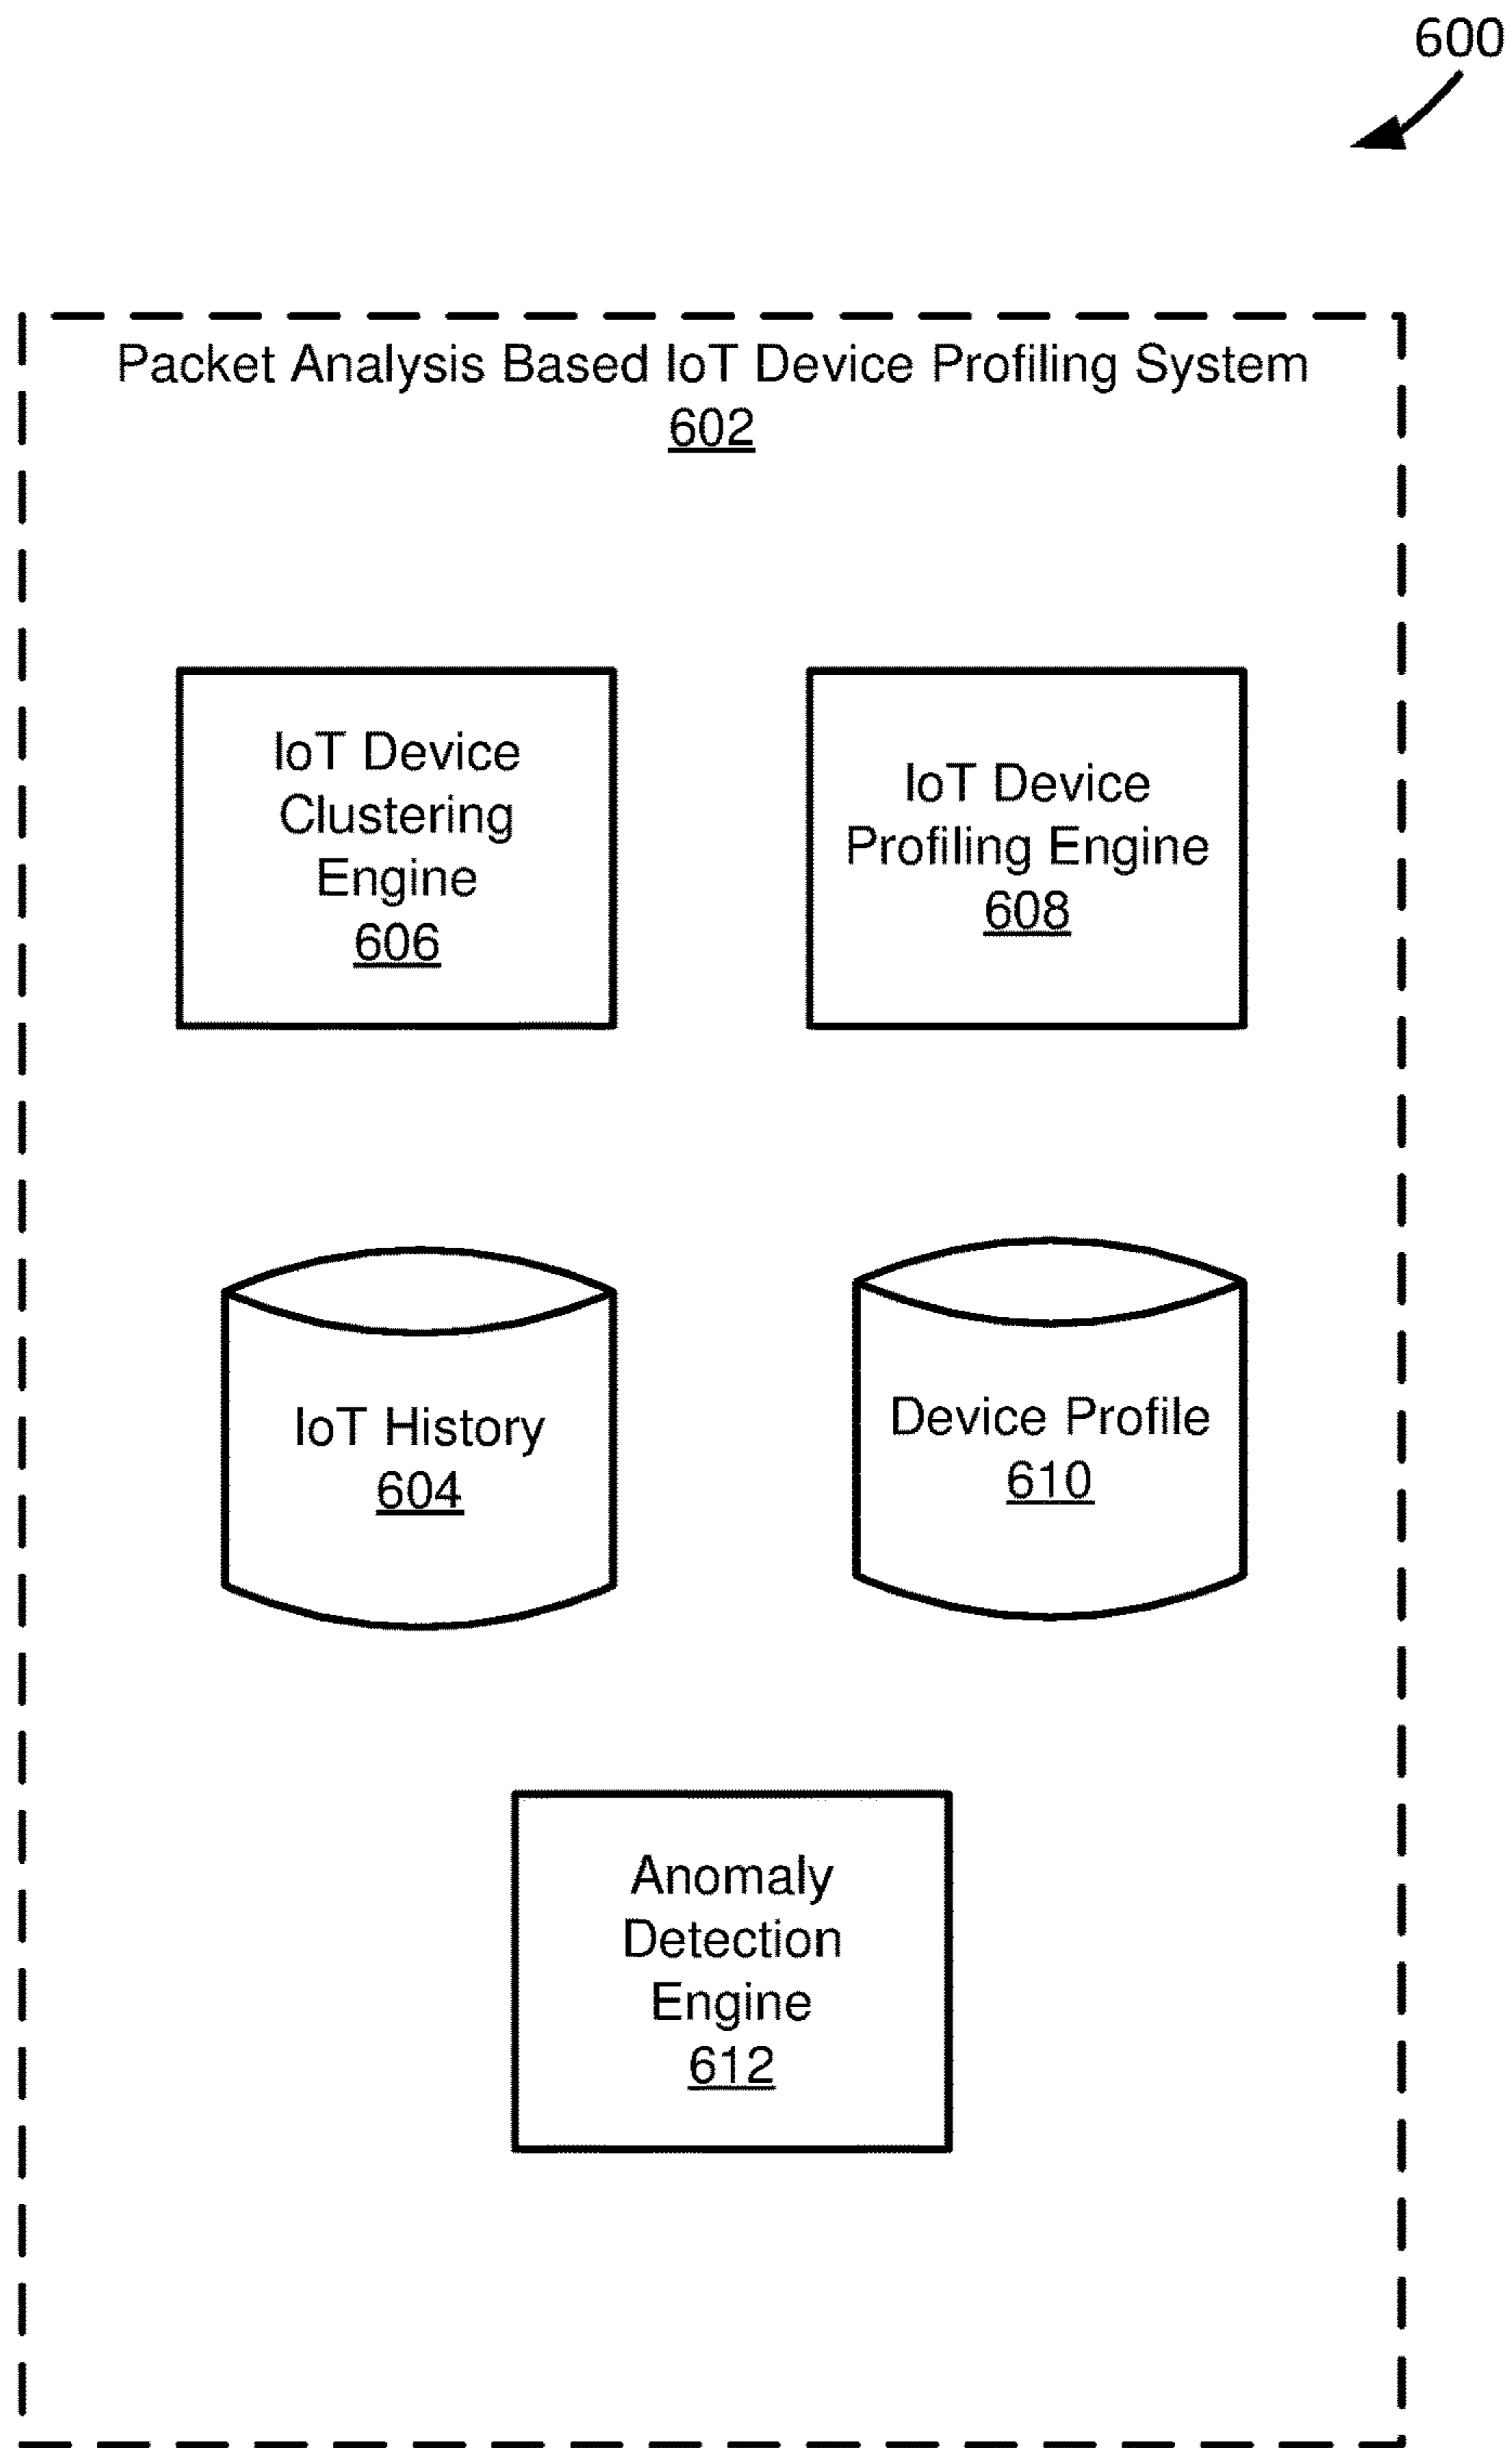 600
Packet Analysis Based IoT Device Profiling System
602
IoT Device
Clustering
Engine
606
IoT Device
Profiling Engine
608
IoT History
604
Device Profile
610
Anomaly
Detection
Engine
612